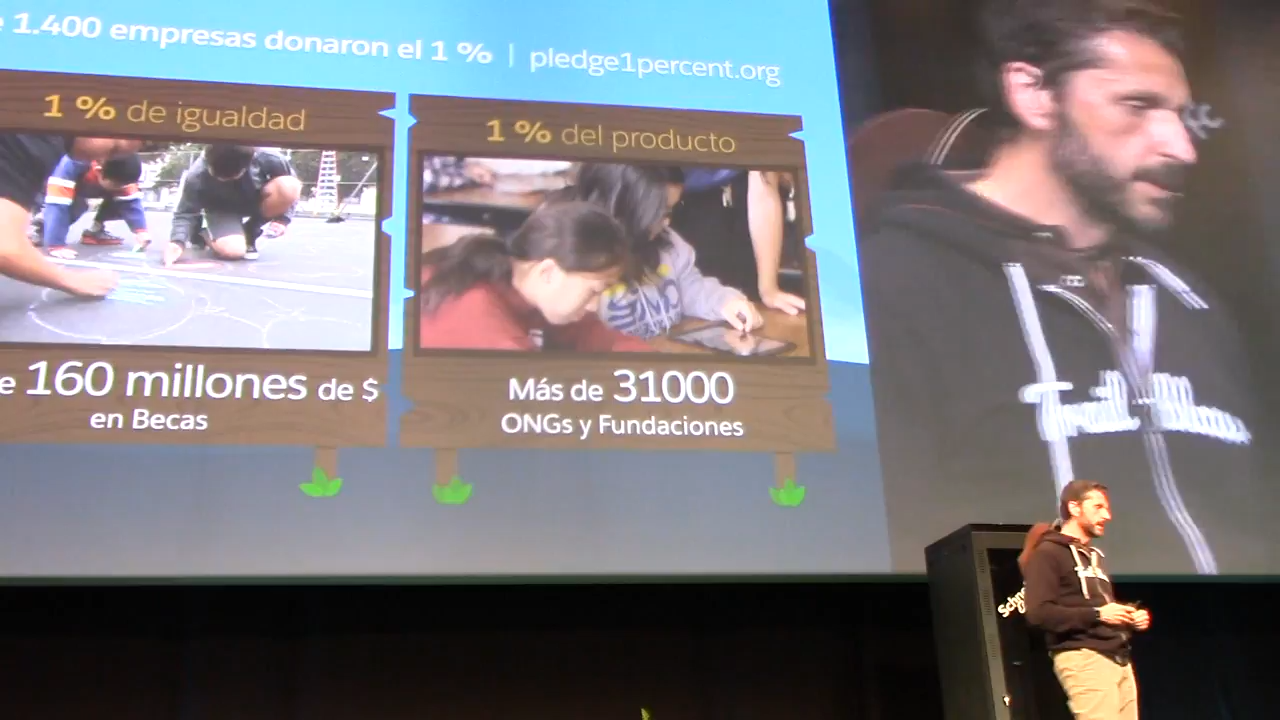 1.400 empresas donaron el 1 % | pledge1percent.org
1 % de igualdad
160 millones de $
en Becas
1 % del producto
Más de 31000
ONGs y Fundaciones